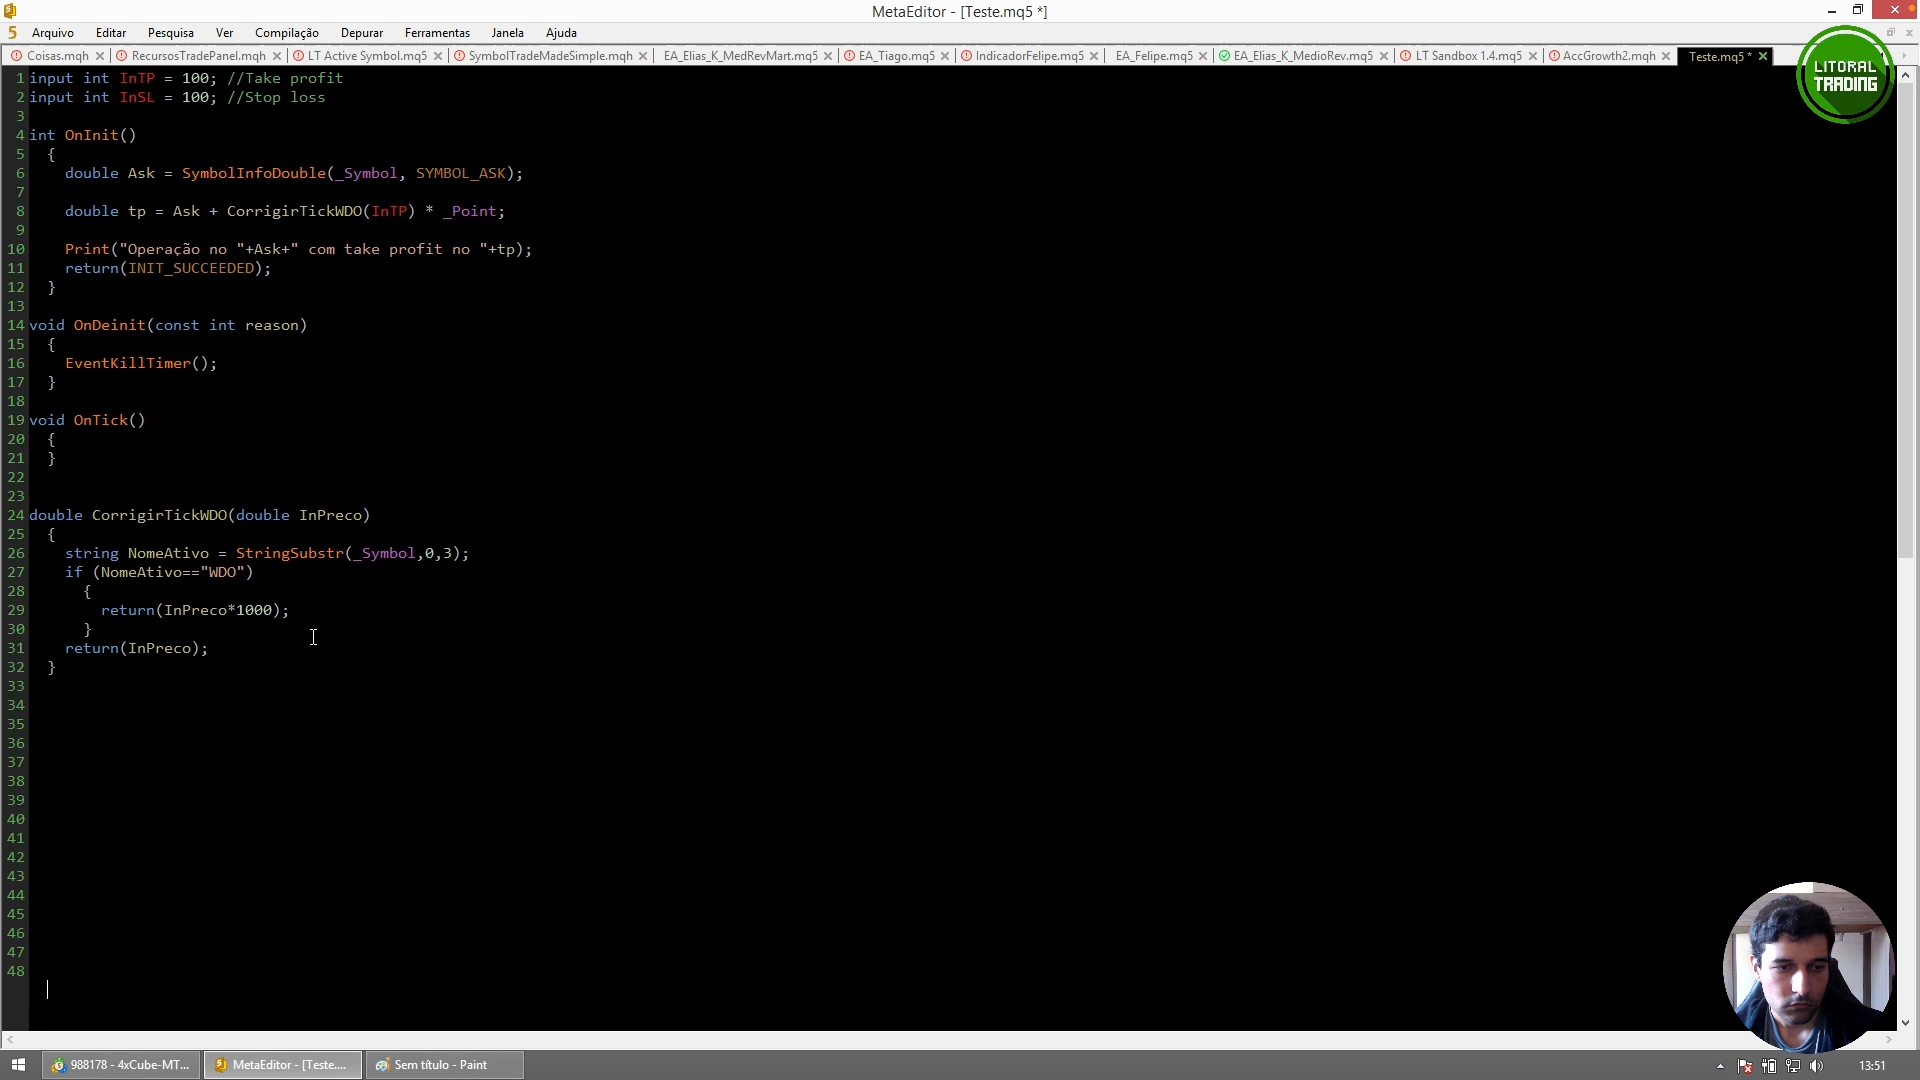 MetaEditor - [Teste.mq5 *]
5 Arquivo Editar Pesquisa Ver Compilação Depurar Ferramentas Janela Ajuda
Coisas.mqh RecursosTradePanel.mqh LT Active Symbol.mq5 SymbolTradeMadeSimple.mqh EA_Elias_K_MedRevMart.mq5 EA_Tiago.mq5 IndicadorFelipe.mq5 EA_Felipe.mq5 EA_Elias_K_MedioRev.mq5 LT Sandbox 1.4.mq5 AccGrowth2.mqh Teste.mq5 *
LITORAL
TRADING
1 input int InTP = 100; //Take profit
2 input int InSL = 100; //Stop loss
3
4 int OnInit()
5 {
6 double Ask = SymbolInfoDouble(_Symbol, SYMBOL_ASK);
7
8 double tp = Ask + CorrigirTickWDO(InTP) * _Point;
9
10 Print("Operação no "+Ask+" com take profit no "+tp);
11 return(INIT_SUCCEEDED);
12 }
13
14 void OnDeinit(const int reason)
15 {
16 EventKillTimer();
17 }
18
19 void OnTick()
20 {
21 }
22
23
24 double CorrigirTickWDO(double InPreco)
25 {
26 string NomeAtivo = StringSubstr(_Symbol,0,3);
27 if (NomeAtivo=="WDO")
28 {
29 return(InPreco*1000);
30 }
31 return(InPreco);
32 }
33
34
35
36
37
38
39
40
41
42
43
44
45
46
47
48
988178 - 4xCube-MT... MetaEditor - [Teste.... Sem título - Paint 13:51